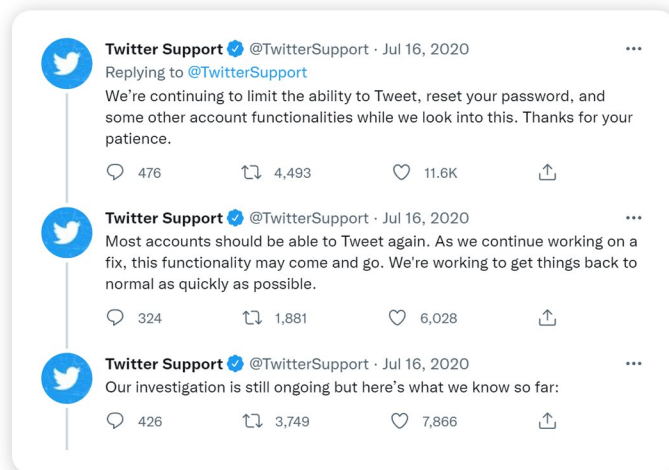 Twitter Support @TwitterSupport · Jul 16, 2020
Replying to @TwitterSupport
We’re continuing to limit the ability to Tweet, reset your password, and
some other account functionalities while we look into this. Thanks for your
patience.
476 4,493 11.6K
Twitter Support @TwitterSupport · Jul 16, 2020
Most accounts should be able to Tweet again. As we continue working on a
fix, this functionality may come and go. We're working to get things back to
normal as quickly as possible.
324 1,881 6,028
Twitter Support @TwitterSupport · Jul 16, 2020
Our investigation is still ongoing but here’s what we know so far:
426 3,749 7,866